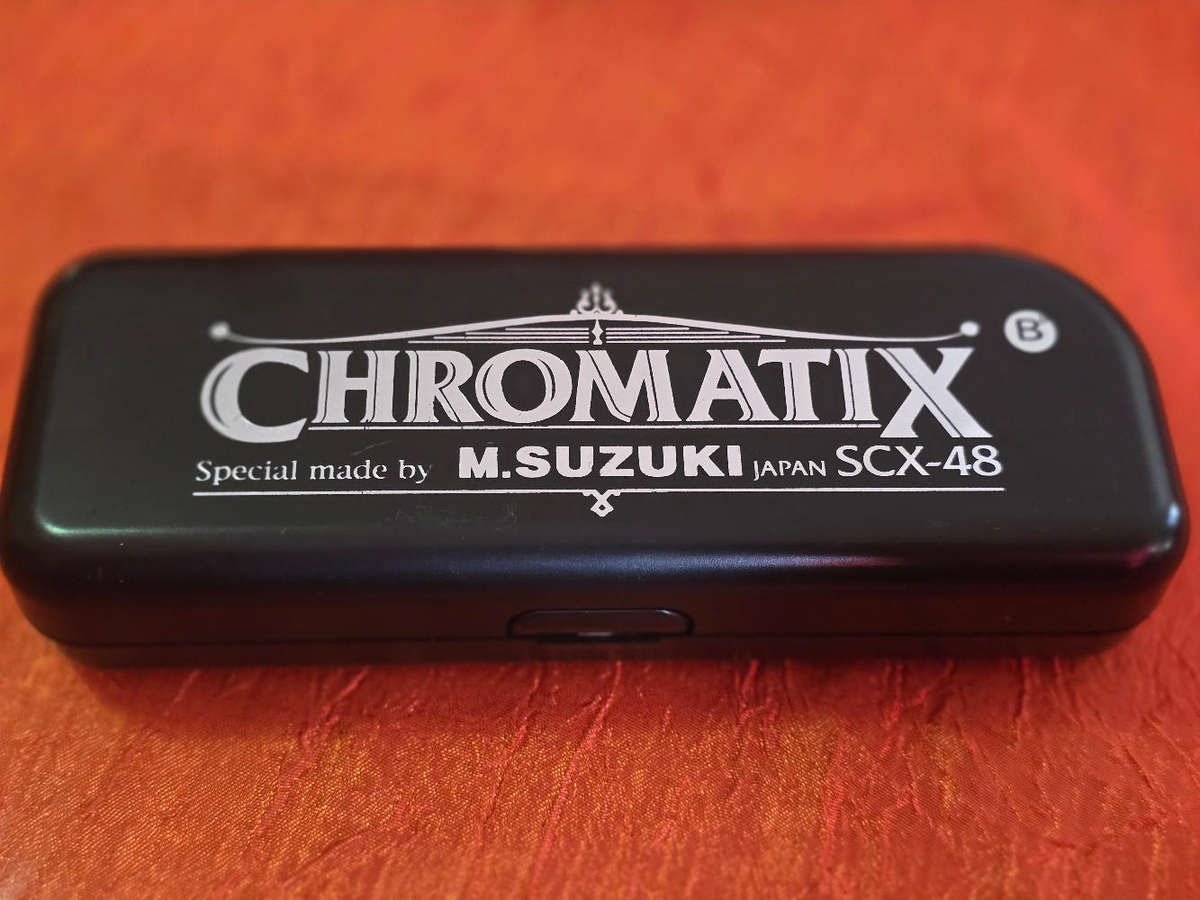 B
CHROMATIX
Special made by M.SUZUKI JAPAN SCX-48